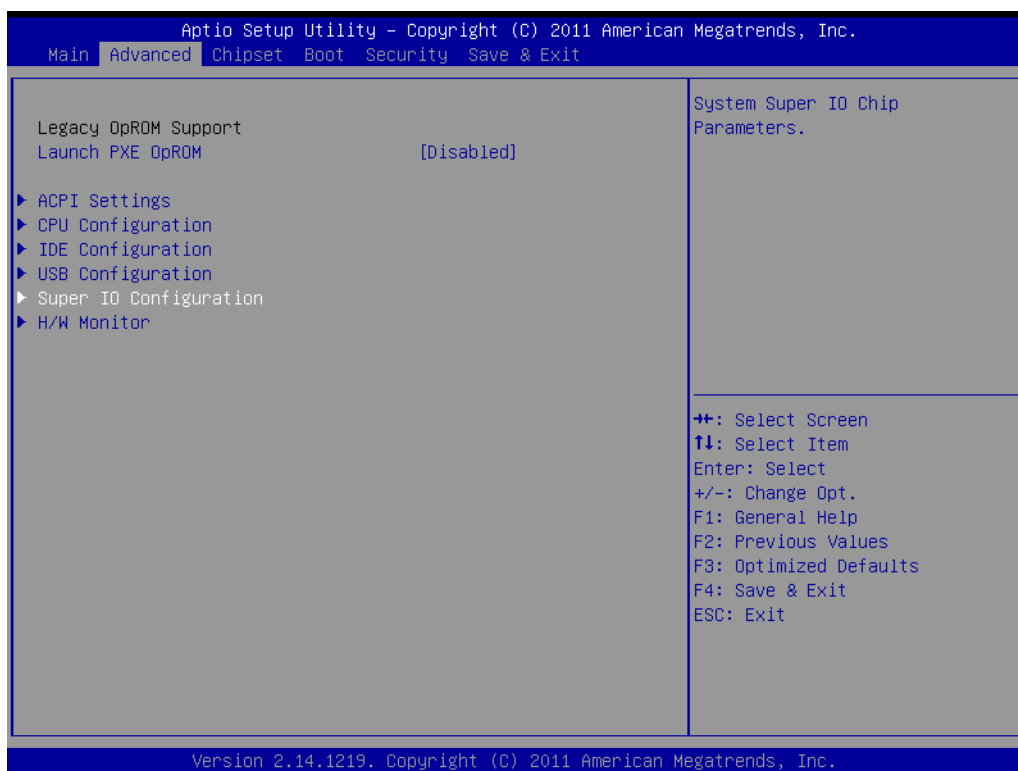 Aptio Setup Utility – Copyright (C) 2011 American Megatrends, Inc.
Main Advanced Chipset Boot Security Save & Exit
Legacy OpROM Support
Launch PXE OpROM [Disabled]
► ACPI Settings
► CPU Configuration
► IDE Configuration
► USB Configuration
► Super IO Configuration
► H/W Monitor
System Super IO Chip
Parameters.
→←: Select Screen
↑↓: Select Item
Enter: Select
+/-: Change Opt.
F1: General Help
F2: Previous Values
F3: Optimized Defaults
F4: Save & Exit
ESC: Exit
Version 2.14.1219. Copyright (C) 2011 American Megatrends, Inc.